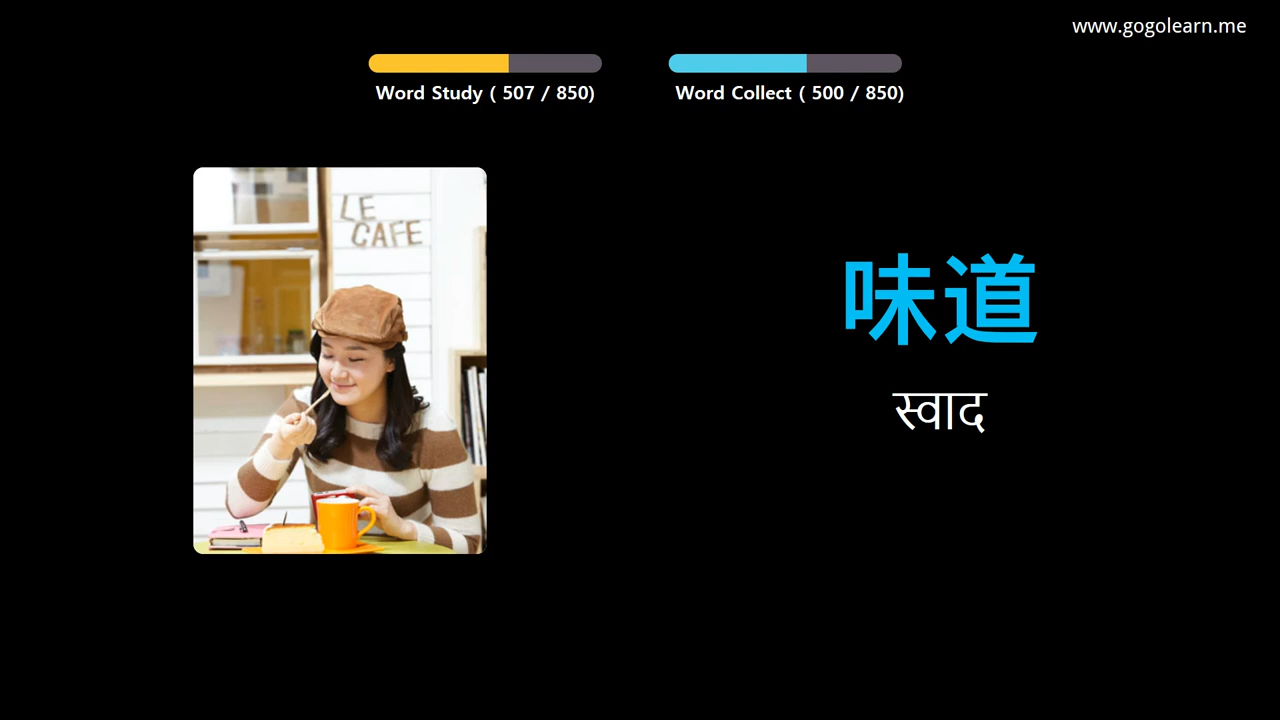 www.gogolearn.me
Word Study ( 507 / 850)
Word Collect ( 500 / 850)
LE
CAFE
味道
स्वाद